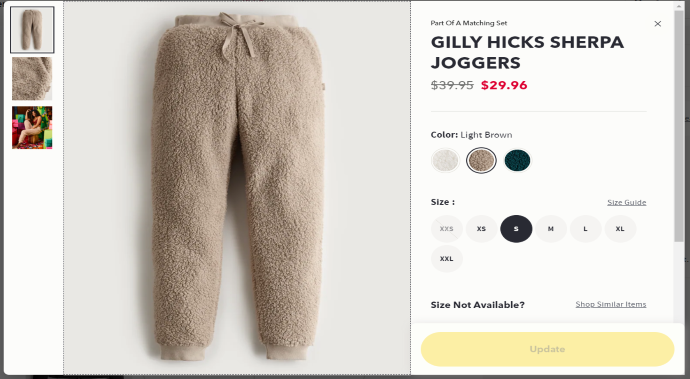 Part Of A Matching Set
GILLY HICKS SHERPA
JOGGERS
$39.95 $29.96
Color: Light Brown
Size : Size Guide
XXS XS S M L XL
XXL
Size Not Available? Shop Similar Items
Update